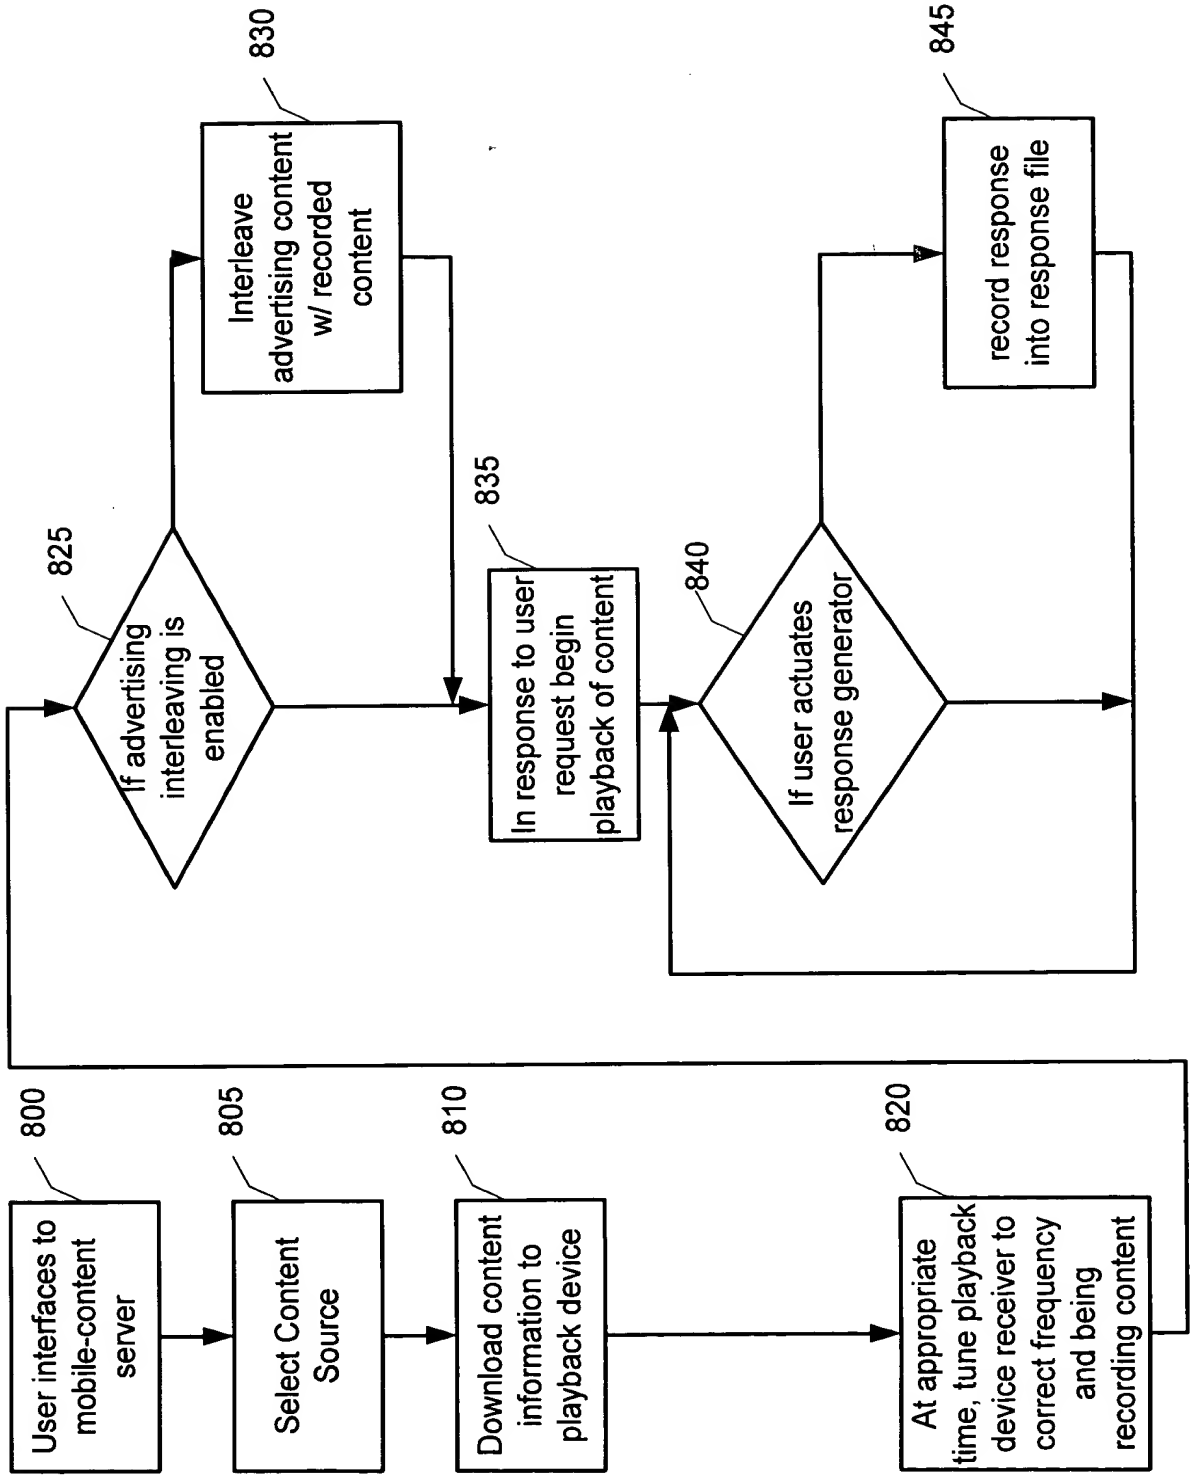 800
User interfaces to
mobile-content
server
805
Select Content
Source
810
Download content
information to
playback device
820
At appropriate
time, tune playback
device receiver to
correct frequency
and being
recording content
825
If advertising
interleaving is
enabled
830
Interleave
advertising content
w/ recorded
content
835
In response to user
request begin
playback of content
840
If user actuates
response generator
845
record response
into response file